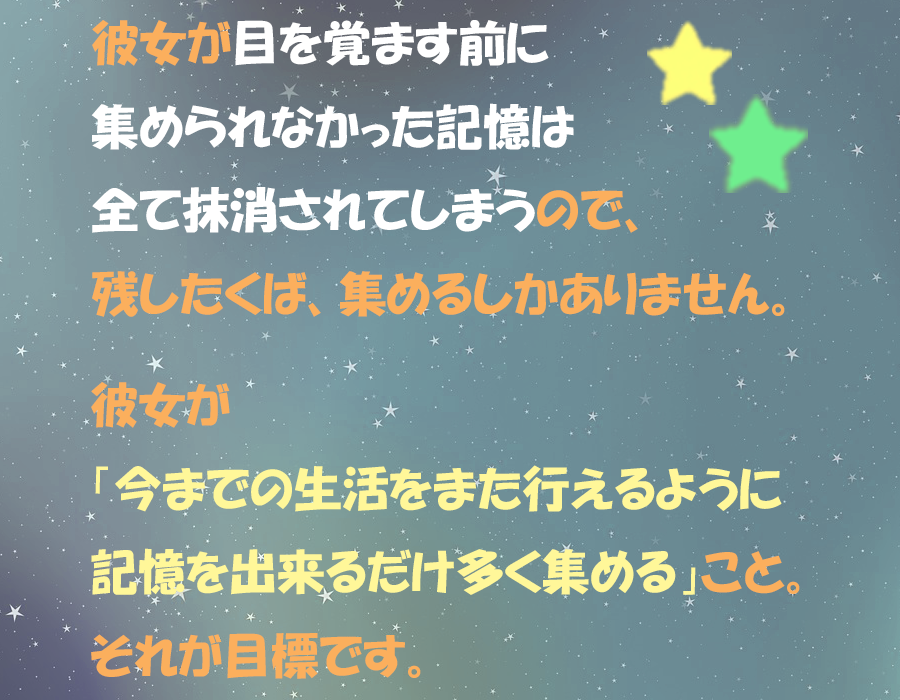 彼女が目を覚ます前に
集められなかった記憶は
全て抹消されてしまうので、
残したくば、集めるしかありません。
彼女が
「今までの生活をまた行えるように
記憶を出来るだけ多く集める」こと。
それが目標です。